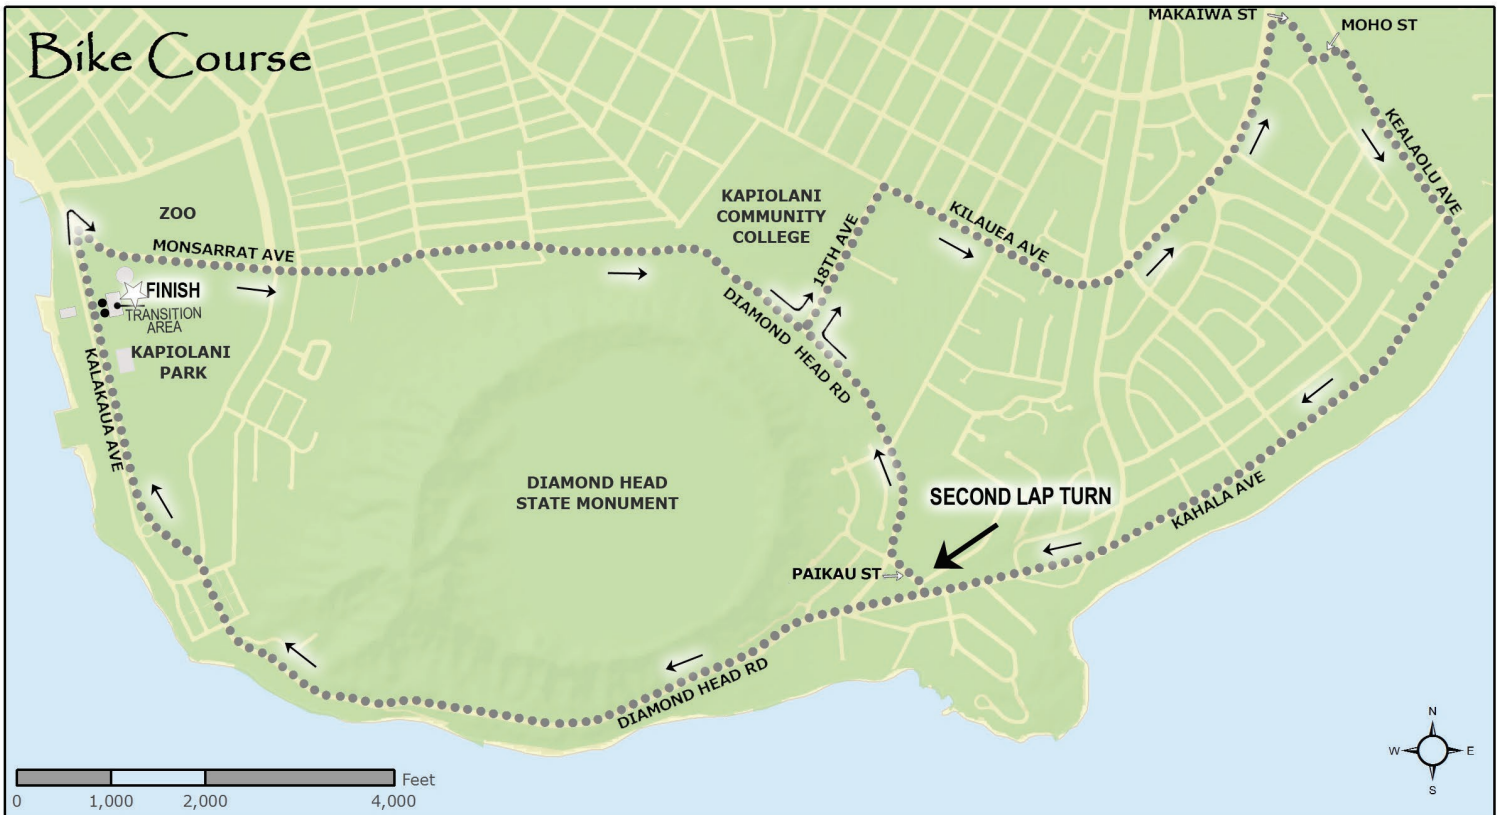 Bike Course
MAKAIWA ST
MOHO ST
KEALAOLU AVE
ZOO
MONSARRAT AVE
KAPIOLANI
COMMUNITY
COLLEGE
18TH AVE
KILAUEA AVE
DIAMOND HEAD RD
FINISH
TRANSITION
AREA
KAPIOLANI
PARK
KALAKAUA AVE
DIAMOND HEAD
STATE MONUMENT
SECOND LAP TURN
KAHALA AVE
PAIKAU ST
DIAMOND HEAD RD
N
W
E
S
Feet
0
1,000
2,000
4,000